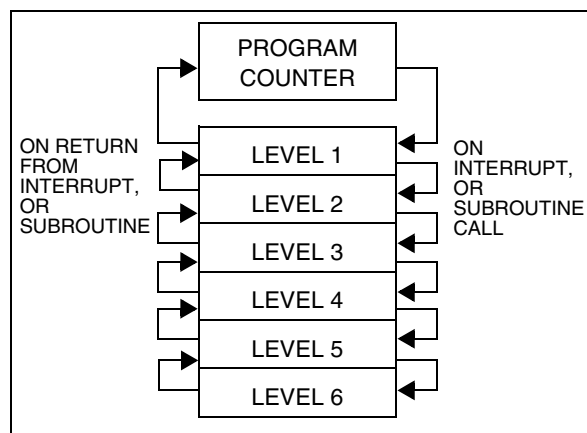 PROGRAM
COUNTER
ON RETURN
FROM
INTERRUPT,
OR
SUBROUTINE
LEVEL 1
LEVEL 2
LEVEL 3
LEVEL 4
LEVEL 5
LEVEL 6
ON
INTERRUPT,
OR
SUBROUTINE
CALL